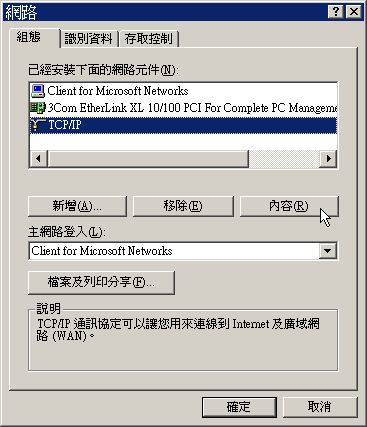 網路
組態 識別資料 存取控制
已經安裝下面的網路元件(N):
Client for Microsoft Networks
3Com EtherLink XL 10/100 PCI For Complete PC Manageme
TCP/IP
新增(A)... 移除(E) 內容(R)
主網路登入(L):
Client for Microsoft Networks
檔案及列印分享(F)...
說明
TCP/IP 通訊協定可以讓您用來連線到 Internet 及廣域網
路 (WAN)。
確定 取消